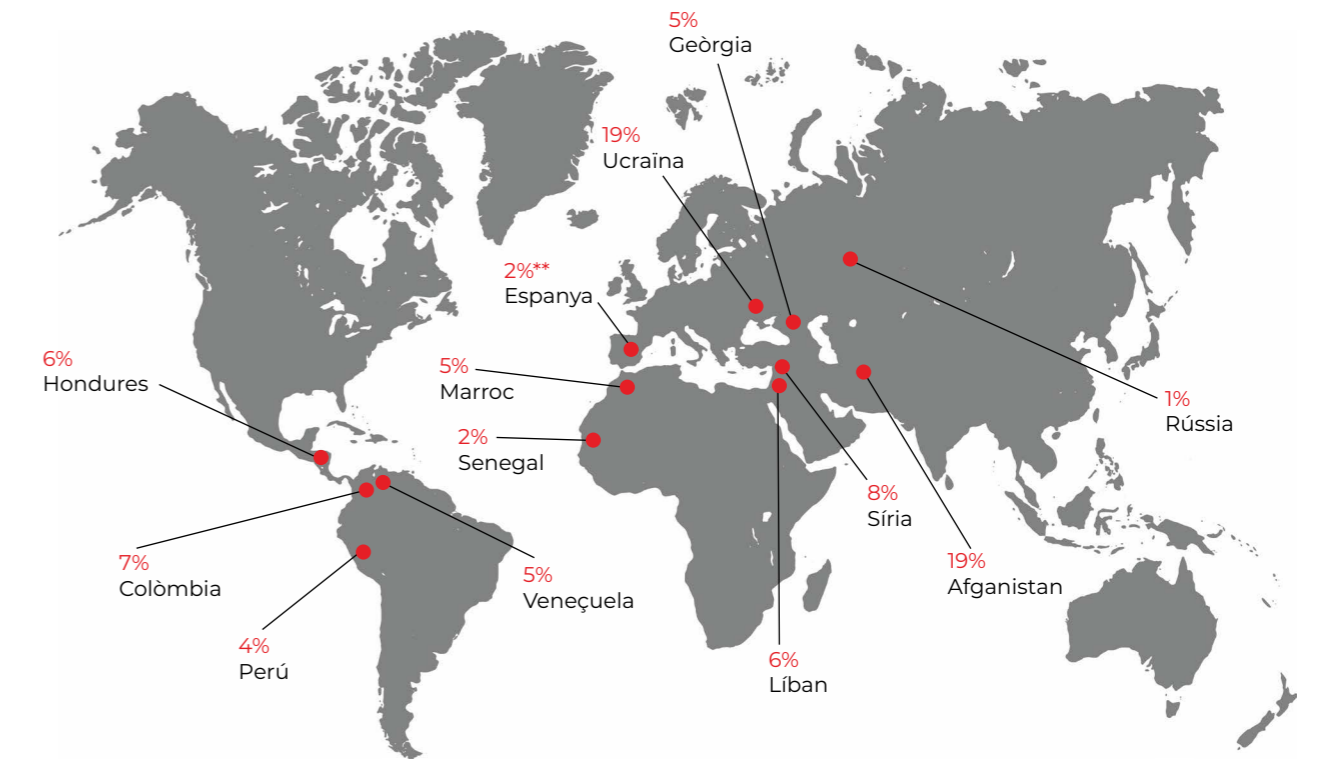 5%
Geòrgia
19%
Ucraïna
2%**
Espanya
6%
Hondures
5%
Marroc
2%
Senegal
1%
Rússia
8%
Síria
7%
Colòmbia
5%
Veneçuela
19%
Afganistan
4%
Perú
6%
Líban